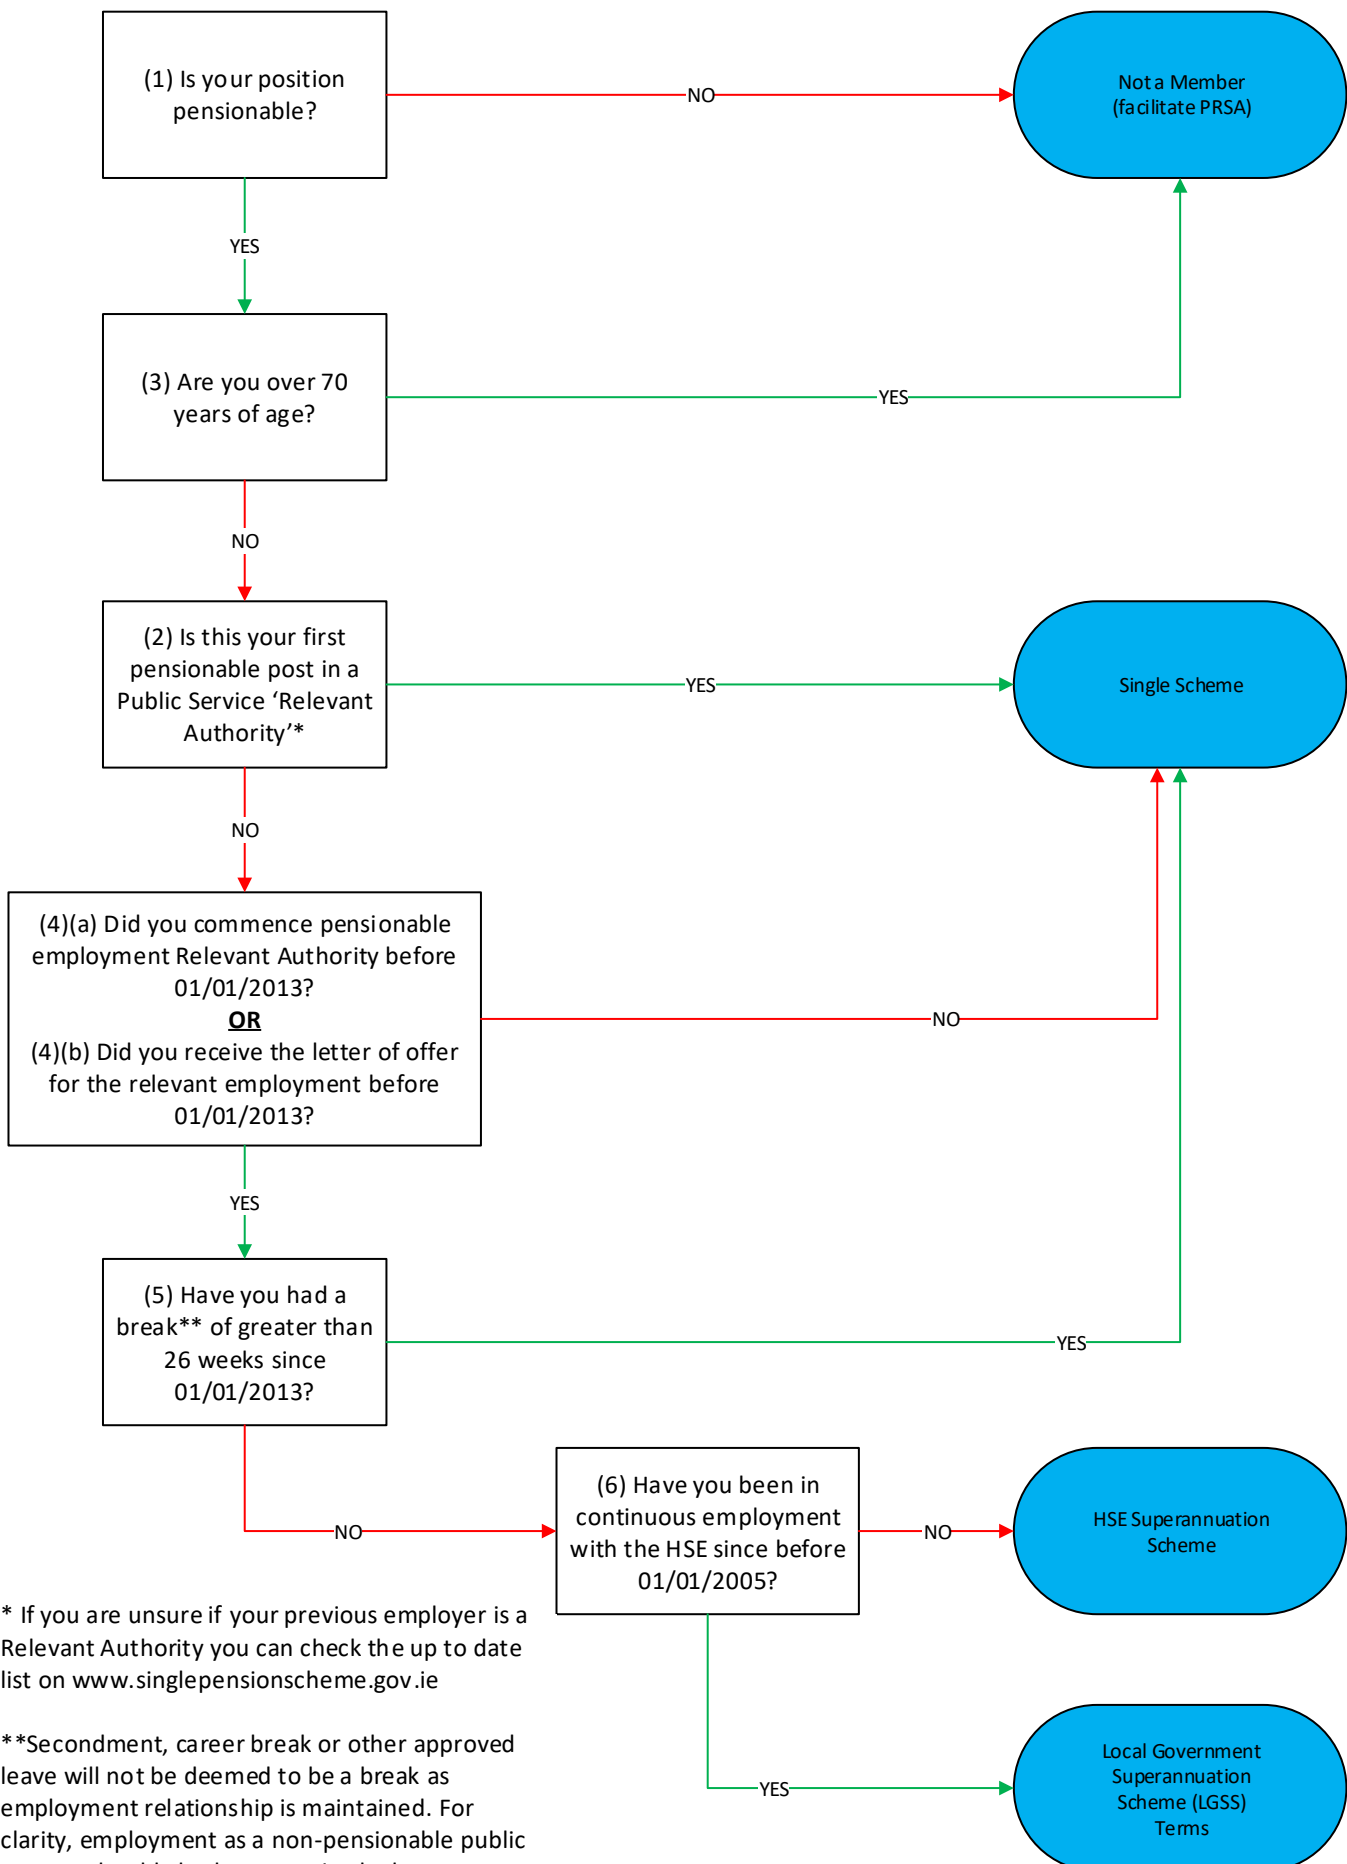 (1) Is your position
pensionable?
NO
Not a Member
(facilitate PRSA)
YES
(3) Are you over 70
years of age?
YES
NO
(2) Is this your first
pensionable post in a
Public Service ‘Relevant
Authority’*
YES
Single Scheme
NO
(4)(a) Did you commence pensionable
employment Relevant Authority before
01/01/2013?
OR
(4)(b) Did you receive the letter of offer
for the relevant employment before
01/01/2013?
NO
YES
(5) Have you had a
break** of greater than
26 weeks since
01/01/2013?
YES
NO
(6) Have you been in
continuous employment
with the HSE since before
01/01/2005?
NO
HSE Superannuation
Scheme
YES
Local Government
Superannuation
Scheme (LGSS)
Terms
* If you are unsure if your previous employer is a
Relevant Authority you can check the up to date
list on www.singlepensionscheme.gov.ie
**Secondment, career break or other approved
leave will not be deemed to be a break as
employment relationship is maintained. For
clarity, employment as a non-pensionable public